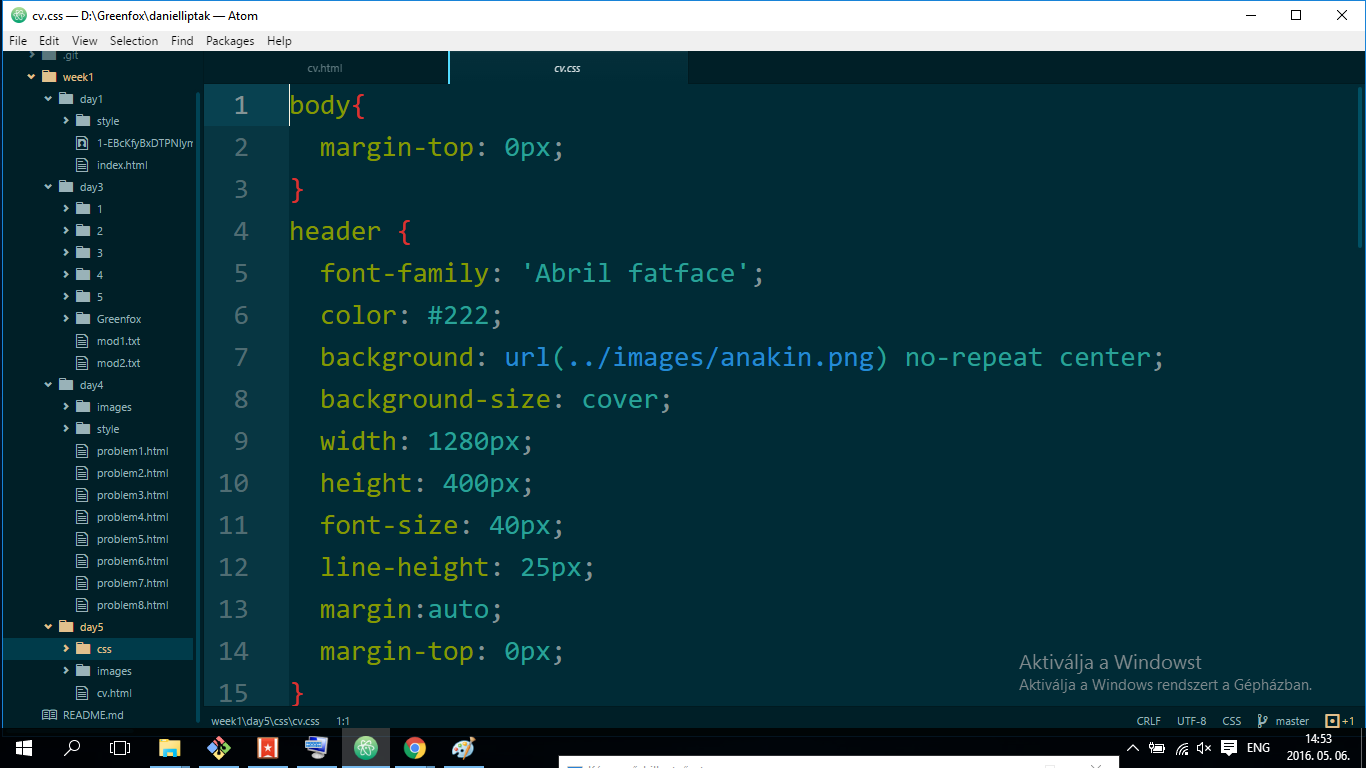 cv.css — D:\Greenfox\danielliptak — Atom
File Edit View Selection Find Packages Help
.git
week1
day1
style
1-EBcKfyBxDTPNIym
index.html
day3
1
2
3
4
5
Greenfox
mod1.txt
mod2.txt
day4
images
style
problem1.html
problem2.html
problem3.html
problem4.html
problem5.html
problem6.html
problem7.html
problem8.html
day5
css
images
cv.html
README.md
cv.html cv.css
1 body{
2 margin-top: 0px;
3 }
4 header {
5 font-family: 'Abril fatface';
6 color: #222;
7 background: url(../images/anakin.png) no-repeat center;
8 background-size: cover;
9 width: 1280px;
10 height: 400px;
11 font-size: 40px;
12 line-height: 25px;
13 margin:auto;
14 margin-top: 0px;
15 }
Aktiválja a Windowst
Aktiválja a Windows rendszert a Gépházban.
week1\day5\css\cv.css 1:1 CRLF UTF-8 CSS master +1
ENG
14:53
2016. 05. 06.